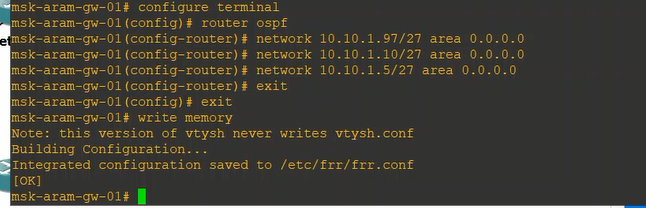 msk-aram-gw-01# configure terminal
msk-aram-gw-01(config)# router ospf
msk-aram-gw-01(config-router)# network 10.10.1.97/27 area 0.0.0.0
msk-aram-gw-01(config-router)# network 10.10.1.10/27 area 0.0.0.0
msk-aram-gw-01(config-router)# network 10.10.1.5/27 area 0.0.0.0
msk-aram-gw-01(config-router)# exit
msk-aram-gw-01(config)# exit
msk-aram-gw-01# write memory
Note: this version of vtysh never writes vtysh.conf
Building Configuration...
Integrated configuration saved to /etc/frr/frr.conf
[OK]
msk-aram-gw-01#